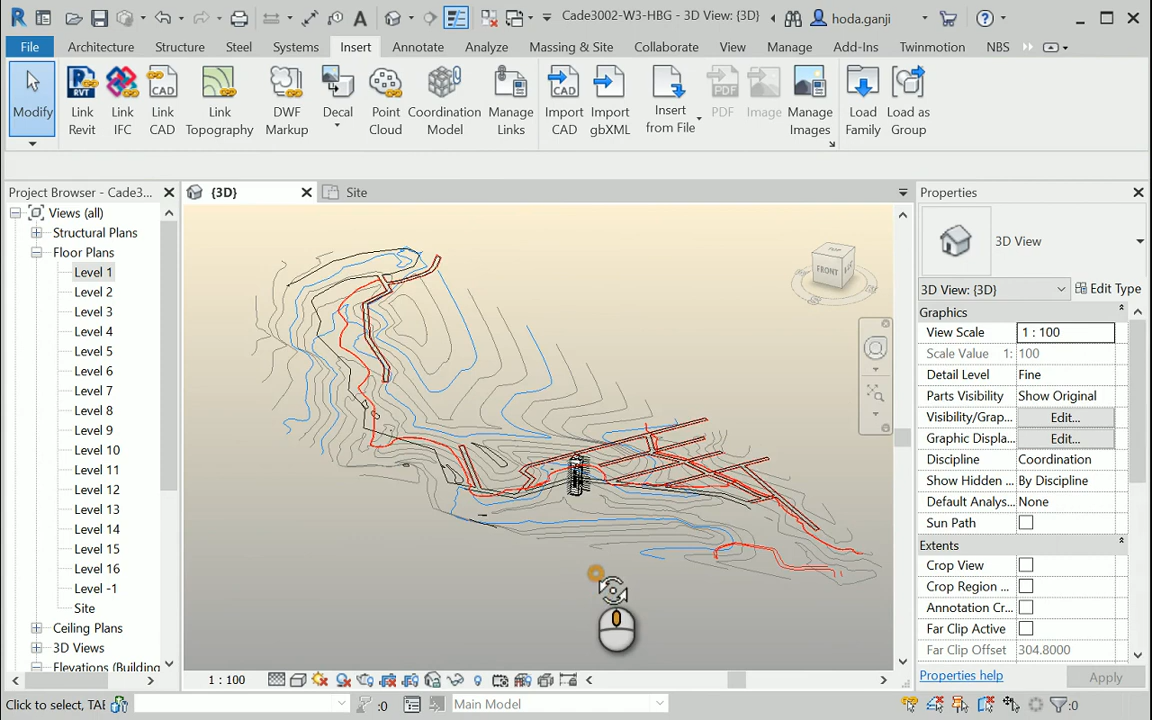 Cade3002-W3-HBG - 3D View: {3D}
hoda.ganji
File
Architecture
Structure
Steel
Systems
Insert
Annotate
Analyze
Massing & Site
Collaborate
View
Manage
Add-Ins
Twinmotion
NBS
Modify
Link
Revit
Link
IFC
Link
CAD
Link
Topography
DWF
Markup
Decal
Point
Cloud
Coordination
Model
Manage
Links
Import
CAD
Import
gbXML
Insert
from File
PDF
Image
Manage
Images
Load
Family
Load as
Group
Project Browser - Cade3...
Views (all)
Structural Plans
Floor Plans
Level 1
Level 2
Level 3
Level 4
Level 5
Level 6
Level 7
Level 8
Level 9
Level 10
Level 11
Level 12
Level 13
Level 14
Level 15
Level 16
Level -1
Site
Ceiling Plans
3D Views
Elevations (Building
{3D}
Site
FRONT
Properties
3D View
3D View: {3D}
Edit Type
Graphics
View Scale 1 : 100
Scale Value 1: 100
Detail Level Fine
Parts Visibility Show Original
Visibility/Grap... Edit...
Graphic Displa... Edit...
Discipline Coordination
Show Hidden ... By Discipline
Default Analys... None
Sun Path
Extents
Crop View
Crop Region ...
Annotation Cr...
Far Clip Active
Far Clip Offset 304.8000
Properties help
Apply
1 : 100
Click to select, TAE
:0
Main Model
:0